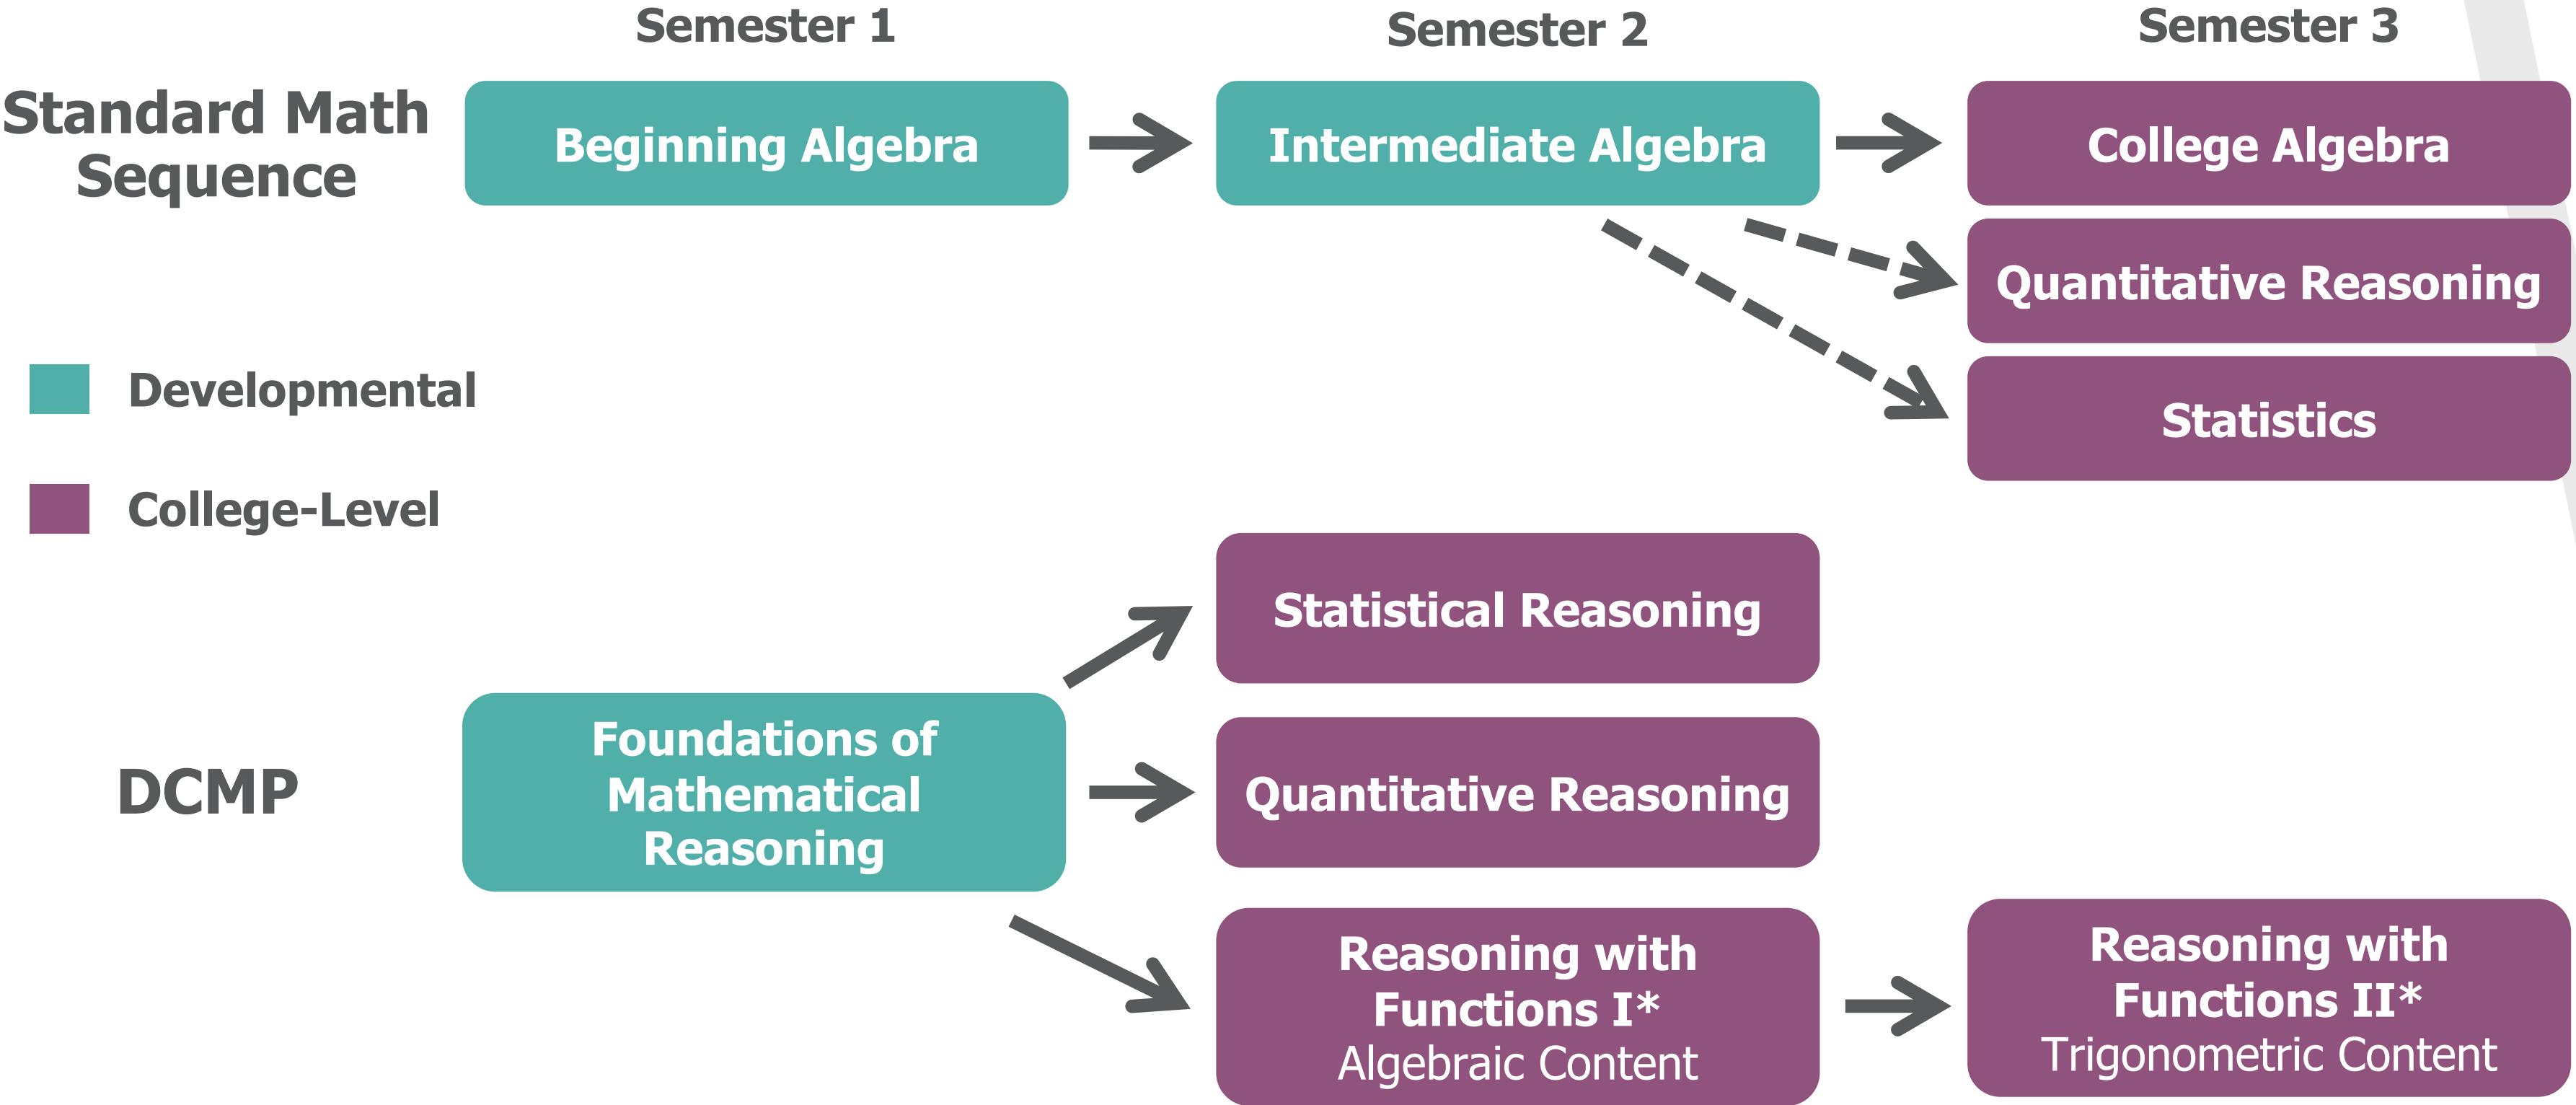 Semester 1
Semester 2
Semester 3
Standard Math
Sequence
Beginning Algebra
Intermediate Algebra
College Algebra
Quantitative Reasoning
Statistics
Developmental
College-Level
DCMP
Foundations of
Mathematical
Reasoning
Statistical Reasoning
Quantitative Reasoning
Reasoning with
Functions I*
Algebraic Content
Reasoning with
Functions II*
Trigonometric Content